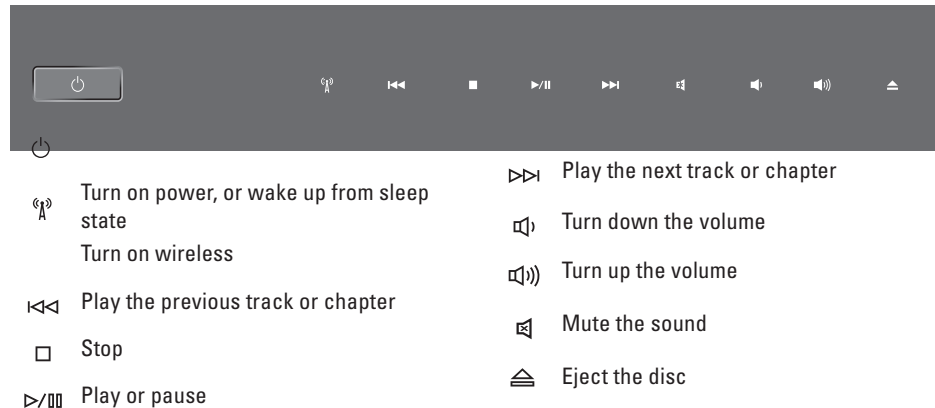 Turn on power, or wake up from sleep
state
Turn on wireless
Play the previous track or chapter
Stop
Play or pause
Play the next track or chapter
Turn down the volume
Turn up the volume
Mute the sound
Eject the disc